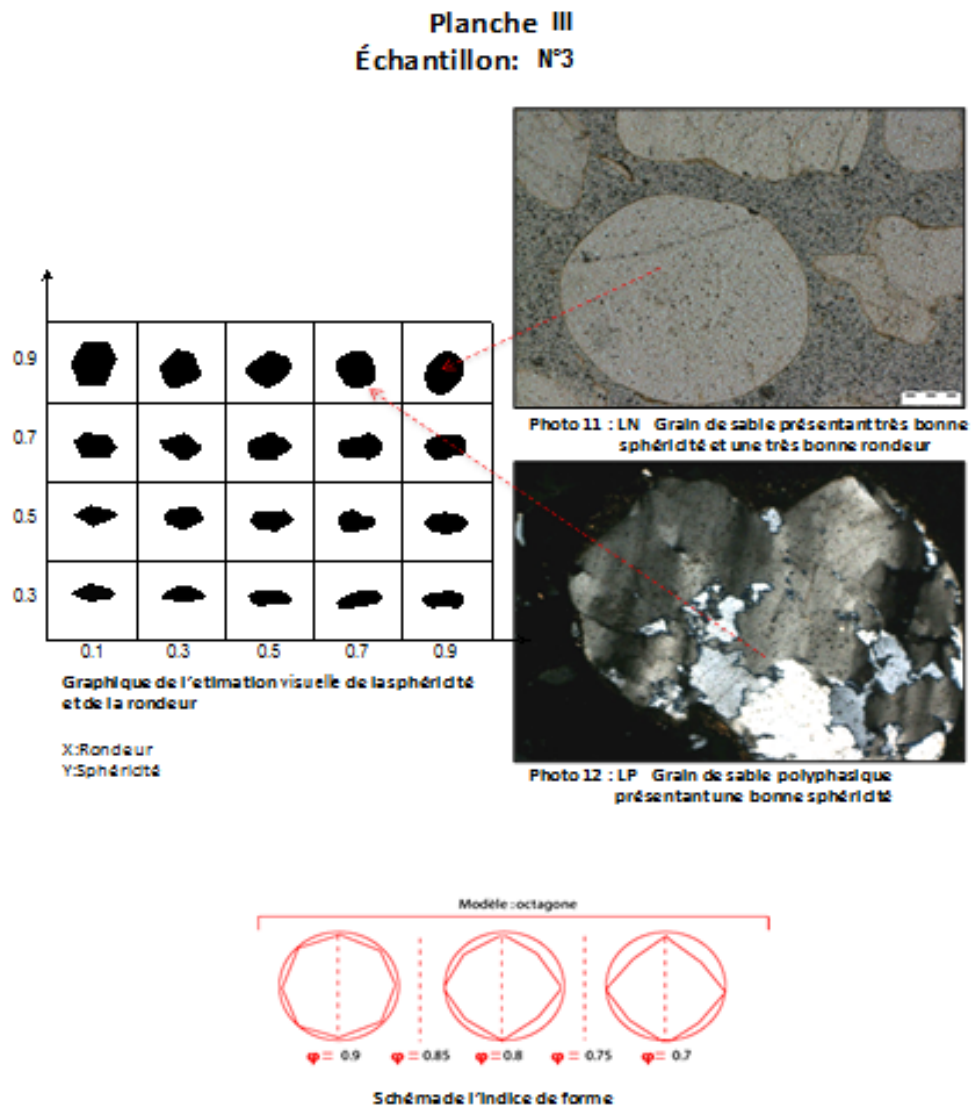 Planche III
Échantillon: N°3
Photo 11 : LN Grain de sable présentant très bonne
sphéricité et une très bonne rondeur
0.9
0.7
0.5
0.3
0.1 0.3 0.5 0.7 0.9
Graphique de l'etimation visuelle de la sphéricité
et de la rondeur
X:Rondeur
Y:Sphéricité
Photo 12 : LP Grain de sable polyphasique
présentant une bonne sphéricité
Modèle : octagone
φ = 0.9 φ = 0.85 φ = 0.8 φ = 0.75 φ = 0.7
Schéma de l'indice de forme